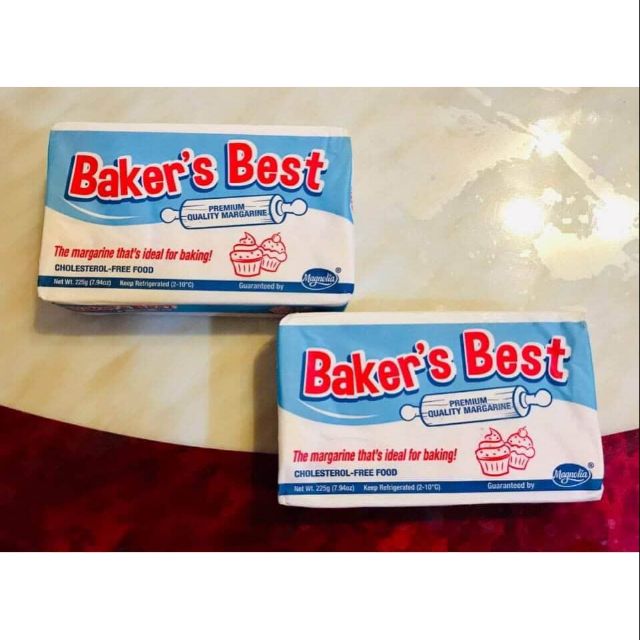 Baker's Best
PREMIUM
QUALITY MARGARINE
The margarine that's ideal for baking!
CHOLESTEROL-FREE FOOD
Net Wt. 225g (7.94oz) Keep Refrigerated (2-10°C) Guaranteed by Magnolia®
Baker's Best
PREMIUM
QUALITY MARGARINE
The margarine that's ideal for baking!
CHOLESTEROL-FREE FOOD
Net Wt. 225g (7.94oz) Keep Refrigerated (2-10°C) Guaranteed by Magnolia®